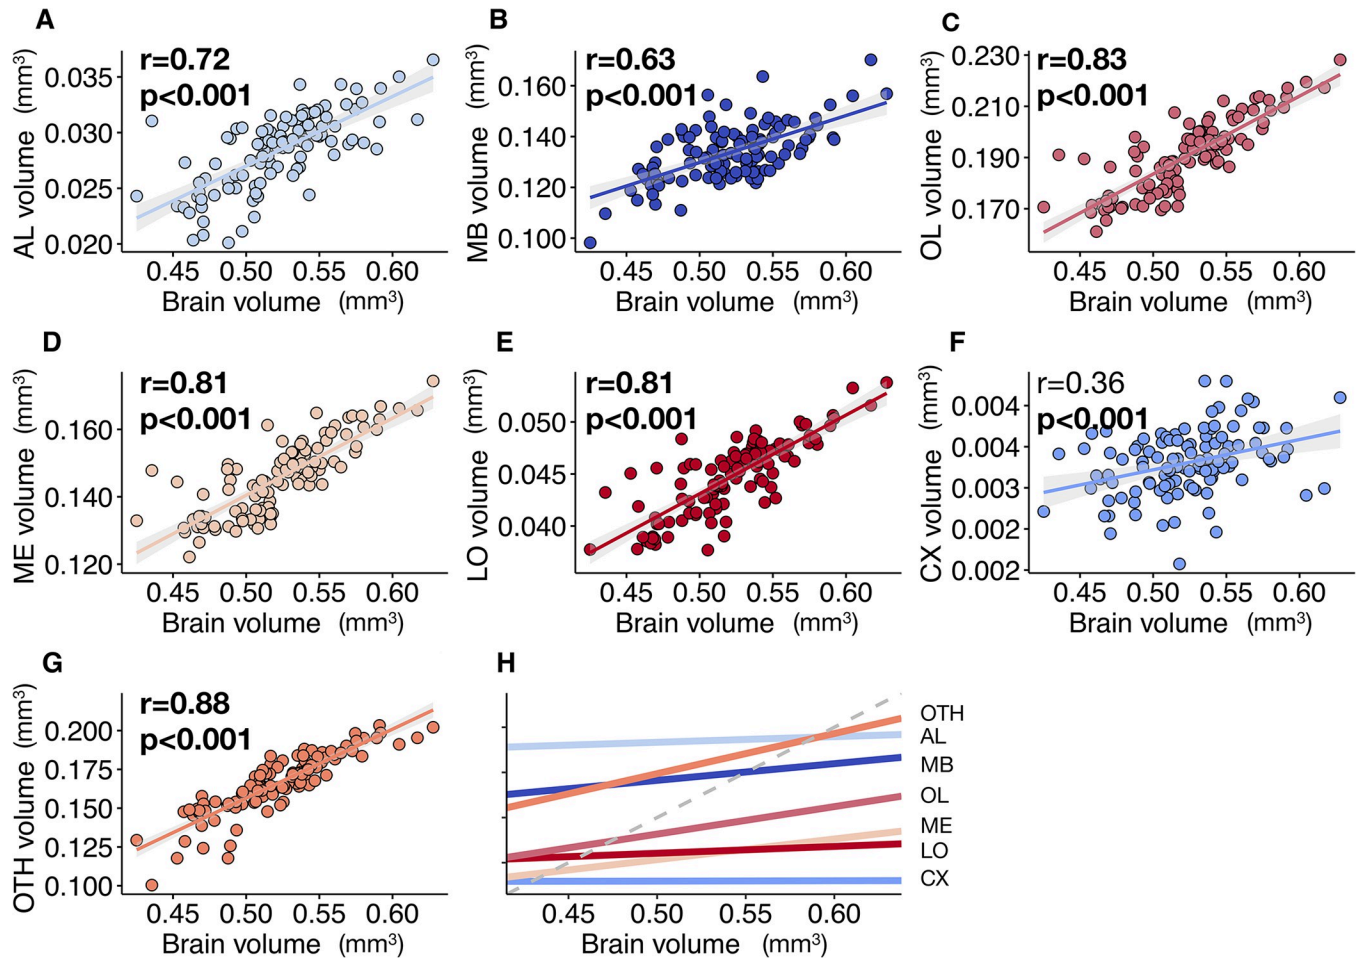 A
r=0.72
p<0.001
AL volume (mm³)
0.035
0.030
0.025
0.020
0.45 0.50 0.55 0.60
Brain volume (mm³)
B
r=0.63
p<0.001
MB volume (mm³)
0.160
0.140
0.120
0.100
0.45 0.50 0.55 0.60
Brain volume (mm³)
C
r=0.83
p<0.001
OL volume (mm³)
0.230
0.210
0.190
0.170
0.45 0.50 0.55 0.60
Brain volume (mm³)
D
r=0.81
p<0.001
ME volume (mm³)
0.160
0.140
0.120
0.45 0.50 0.55 0.60
Brain volume (mm³)
E
r=0.81
p<0.001
LO volume (mm³)
0.050
0.045
0.040
0.45 0.50 0.55 0.60
Brain volume (mm³)
F
r=0.36
p<0.001
CX volume (mm³)
0.004
0.004
0.003
0.002
0.002
0.45 0.50 0.55 0.60
Brain volume (mm³)
G
r=0.88
p<0.001
OTH volume (mm³)
0.200
0.175
0.150
0.125
0.100
0.45 0.50 0.55 0.60
Brain volume (mm³)
H
OTH
AL
MB
OL
ME
LO
CX
0.45 0.50 0.55 0.60
Brain volume (mm³)